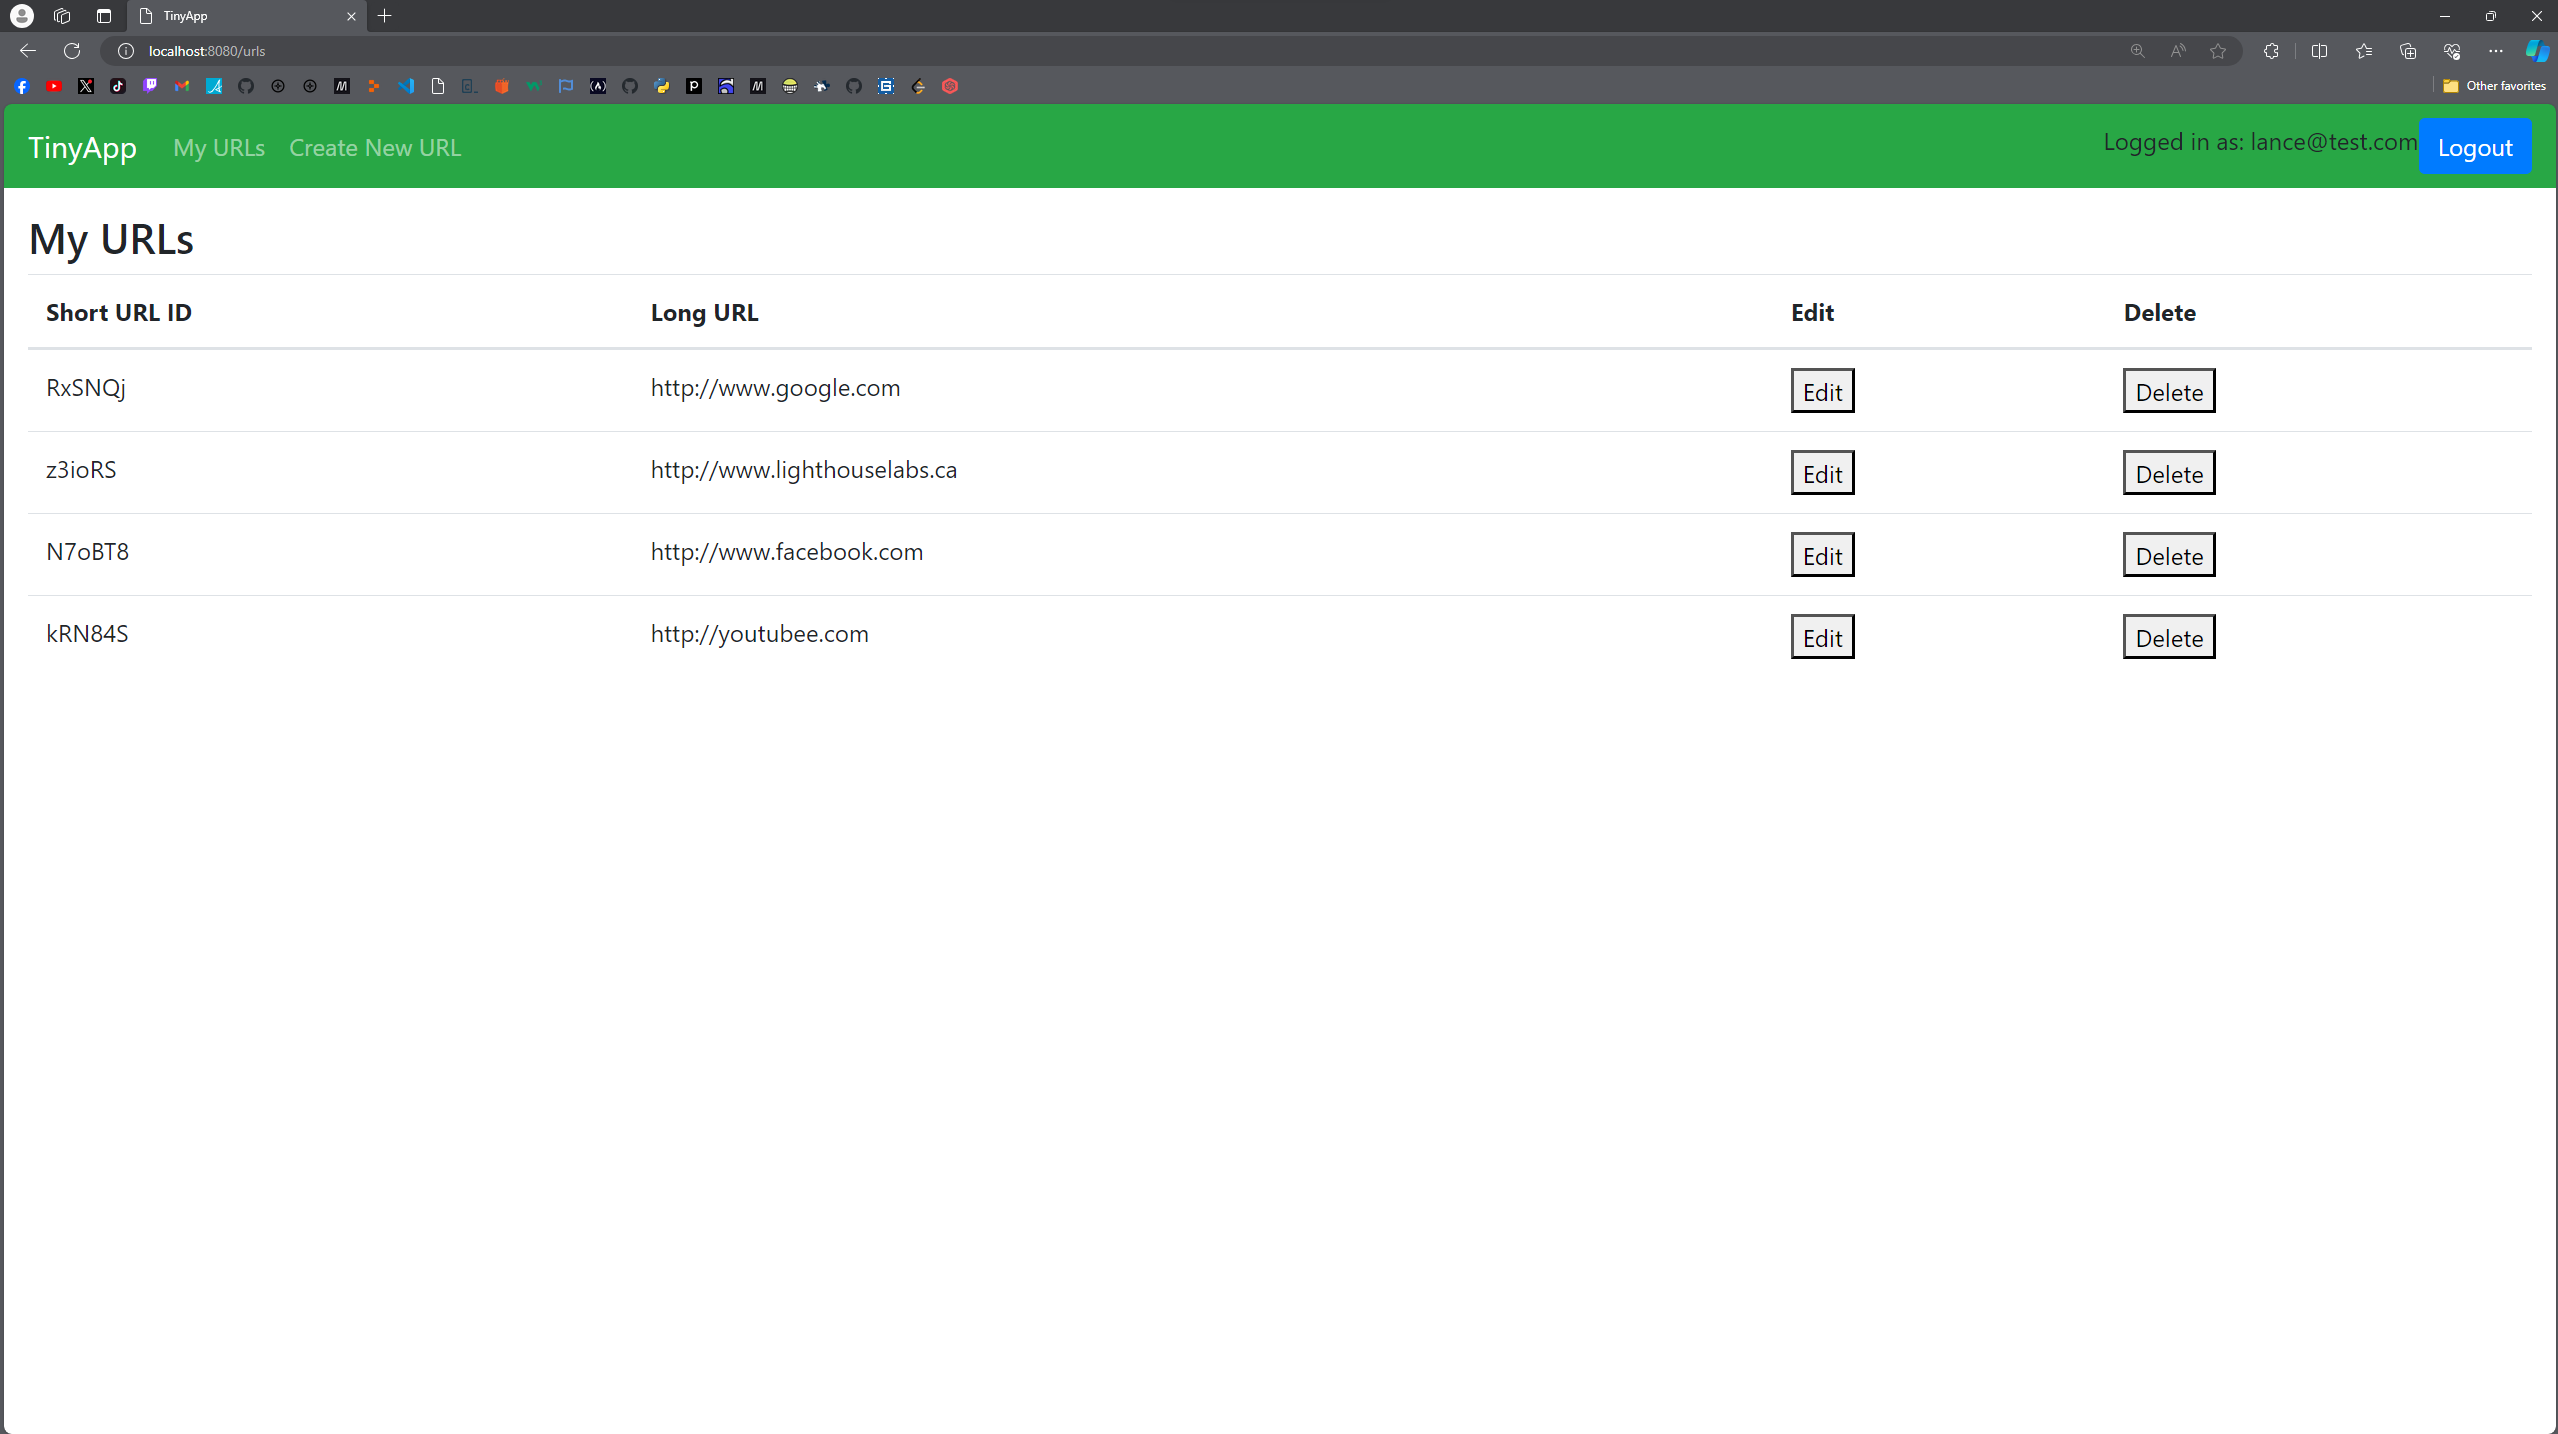 TinyApp
localhost:8080/urls
Other favorites
TinyApp My URLs Create New URL Logged in as: lance@test.com Logout
My URLs
Short URL ID Long URL Edit Delete
RxSNQj http://www.google.com Edit Delete
z3ioRS http://www.lighthouselabs.ca Edit Delete
N7oBT8 http://www.facebook.com Edit Delete
kRN84S http://youtubee.com Edit Delete